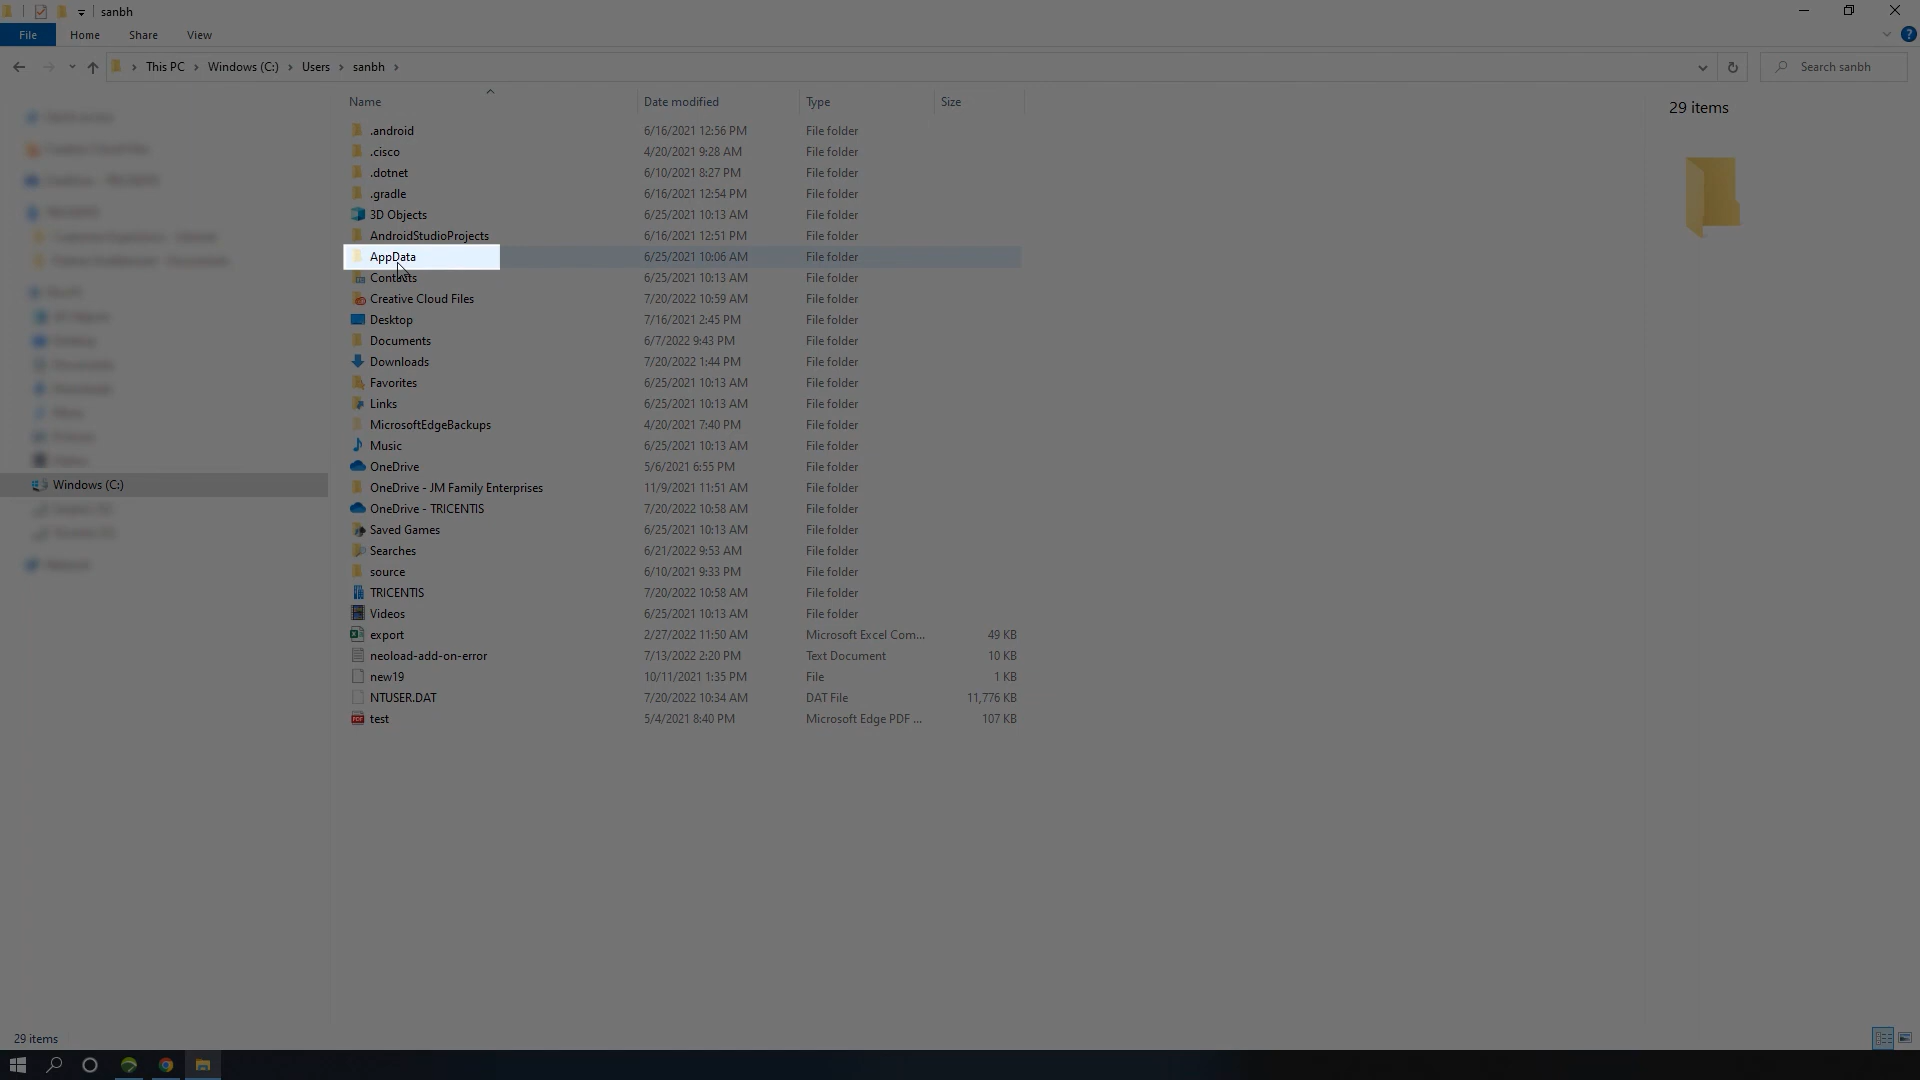 sanbh
File Home Share View
This PC Windows (C:) Users sanbh Search sanbh
Name Date modified Type Size
29 items
.android 6/16/2021 12:56 PM File folder
.cisco 4/20/2021 9:28 AM File folder
.dotnet 6/10/2021 8:27 PM File folder
.gradle 6/16/2021 12:54 PM File folder
3D Objects 6/25/2021 10:13 AM File folder
AndroidStudioProjects 6/16/2021 12:51 PM File folder
AppData 6/25/2021 10:06 AM File folder
Contacts 6/25/2021 10:13 AM File folder
Creative Cloud Files 7/20/2022 10:59 AM File folder
Desktop 7/16/2021 2:45 PM File folder
Documents 6/7/2022 9:43 PM File folder
Downloads 7/20/2022 1:44 PM File folder
Favorites 6/25/2021 10:13 AM File folder
Links 6/25/2021 10:13 AM File folder
MicrosoftEdgeBackups 4/20/2021 7:40 PM File folder
Music 6/25/2021 10:13 AM File folder
OneDrive 5/6/2021 6:55 PM File folder
Windows (C:)
OneDrive - JM Family Enterprises 11/9/2021 11:51 AM File folder
OneDrive - TRICENTIS 7/20/2022 10:58 AM File folder
Saved Games 6/25/2021 10:13 AM File folder
Searches 6/21/2022 9:53 AM File folder
source 6/10/2021 9:33 PM File folder
TRICENTIS 7/20/2022 10:58 AM File folder
Videos 6/25/2021 10:13 AM File folder
export 2/27/2022 11:50 AM Microsoft Excel Com... 49 KB
neoload-add-on-error 7/13/2022 2:20 PM Text Document 10 KB
new19 10/11/2021 1:35 PM File 1 KB
NTUSER.DAT 7/20/2022 10:34 AM DAT File 11,776 KB
test 5/4/2021 8:40 PM Microsoft Edge PDF ... 107 KB
29 items